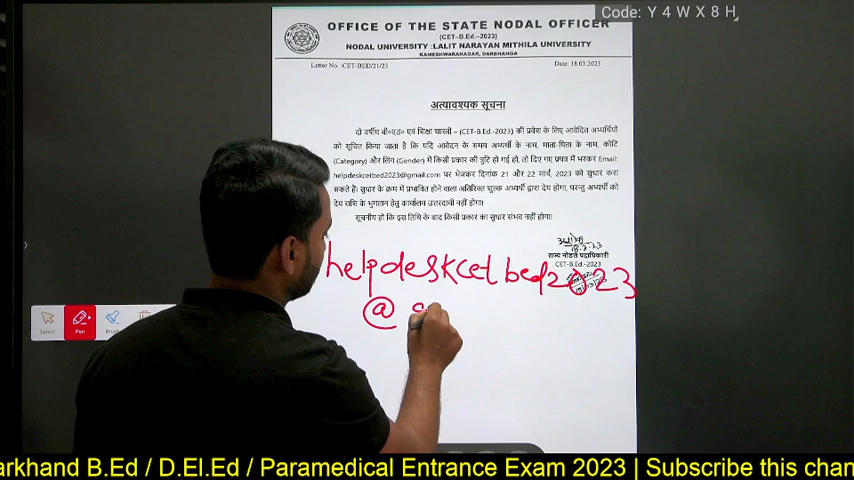 Code: Y 4 W X 8 H
OFFICE OF THE STATE NODAL OFFICER
(CET-B.Ed.-2023)
NODAL UNIVERSITY :LALIT NARAYAN MITHILA UNIVERSITY
KAMESHWARANAGAR, DARBHANGA
Letter No. :CET-BED/21/23 Date: 18.03.2023
अत्यावश्यक सूचना
दो वर्षीय बी०एड० एवं शिक्षा शास्त्री – (CET-B.Ed.-2023) की प्रवेश के लिए आवेदित अभ्यर्थियों
को सूचित किया जाता है कि यदि आवेदन के समय अभ्यर्थी के नाम, माता-पिता के नाम, कोटि
(Category) और लिंग (Gender) में किसी प्रकार की त्रुटि हो गई हो, तो दिए गए प्रपत्र में भरकर Email:
helpdeskcetbed2023@gmail.com पर भेजकर दिनांक 21 और 22 मार्च, 2023 को सुधार करा
सकते हैं। सुधार के क्रम में प्रभावित होने वाला अतिरिक्त शुल्क अभ्यर्थी द्वारा देय होगा, परन्तु अभ्यर्थी को
देय राशि के भुगतान हेतु कार्यालय उत्तरदायी नहीं होगा।
सूचनीय हो कि इस तिथि के बाद किसी प्रकार का सुधार संभव नहीं होगा।
राज्य नोडल पदाधिकारी
CET-B.ED.-2023
helpdeskcetbed2023
@
Select Pen Brush
arkhand B.Ed / D.El.Ed / Paramedical Entrance Exam 2023 | Subscribe this chan